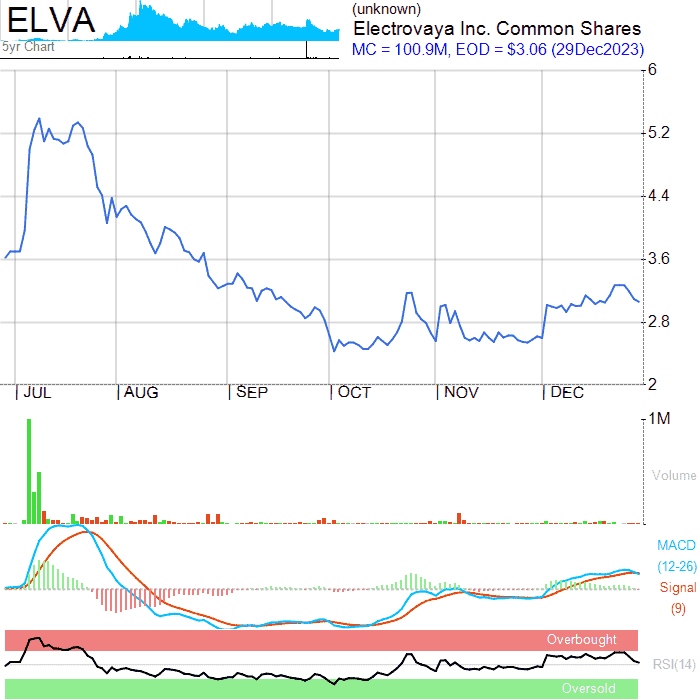 ELVA
5yr Chart
(unknown)
Electrovaya Inc. Common Shares
MC = 100.9M, EOD = $3.06 (29Dec2023)
6
5.2
4.4
3.6
2.8
2
JUL AUG SEP OCT NOV DEC
1M
Volume
MACD
(12-26)
Signal
(9)
Overbought
RSI(14)
Oversold